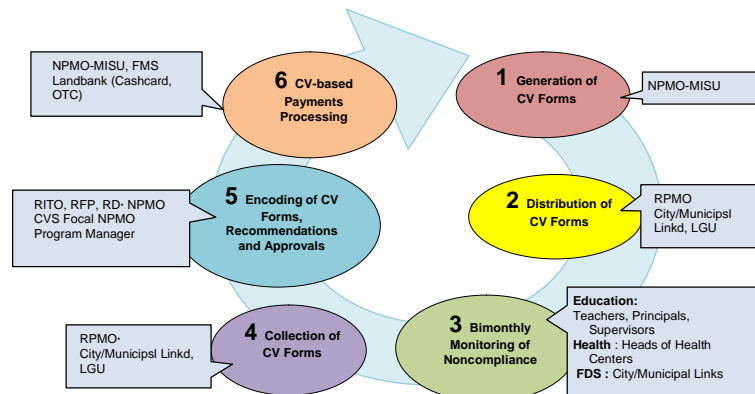 NPMO-MISU, FMS
Landbank (Cashcard,
OTC)
6 CV-based
Payments
Processing
1 Generation of
CV Forms
NPMO-MISU
RITO, RFP, RD· NPMO
CVS Focal NPMO
Program Manager
5 Encoding of CV
Forms,
Recommendations
and Approvals
2 Distribution of
CV Forms
RPMO
City/Municipsl
Linkd, LGU
RPMO·
City/Municipsl Linkd,
LGU
4 Collection of
CV Forms
3 Bimonthly
Monitoring of
Noncompliance
Education:
Teachers, Principals,
Supervisors
Health : Heads of Health
Centers
FDS : City/Municipal Links